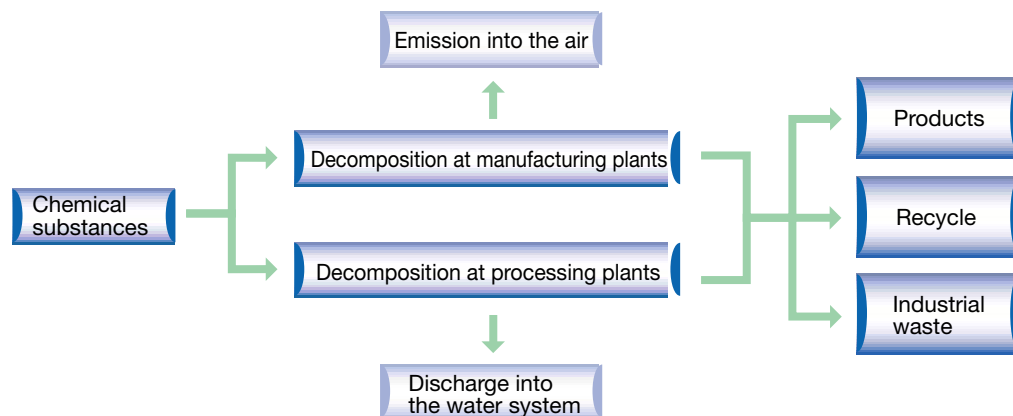 Emission into the air
Decomposition at manufacturing plants
Products
Chemical
substances
Recycle
Decomposition at processing plants
Industrial
waste
Discharge into
the water system